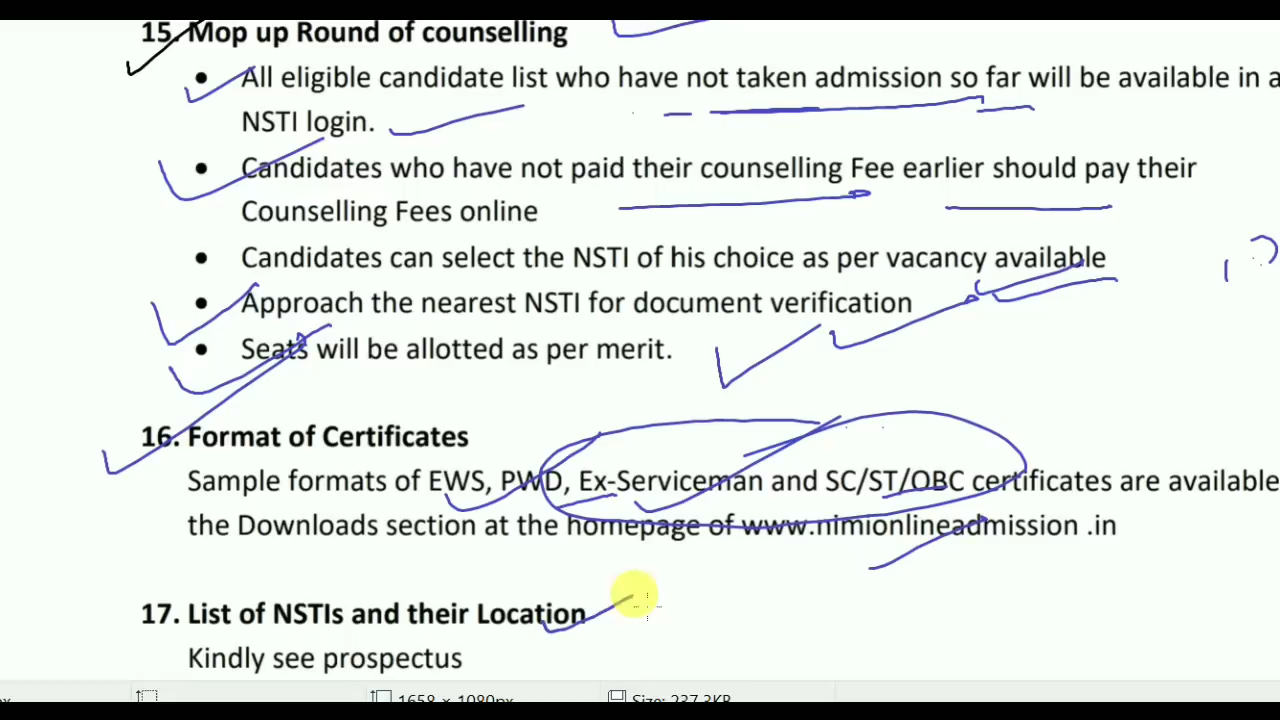 15. Mop up Round of counselling
• All eligible candidate list who have not taken admission so far will be available in a
NSTI login.
• Candidates who have not paid their counselling Fee earlier should pay their
Counselling Fees online
• Candidates can select the NSTI of his choice as per vacancy available
• Approach the nearest NSTI for document verification
• Seats will be allotted as per merit.
16. Format of Certificates
Sample formats of EWS, PWD, Ex-Serviceman and SC/ST/OBC certificates are available
the Downloads section at the homepage of www.nimionlineadmission .in
17. List of NSTIs and their Location
Kindly see prospectus
1658 × 1080px Size: 237.3KB